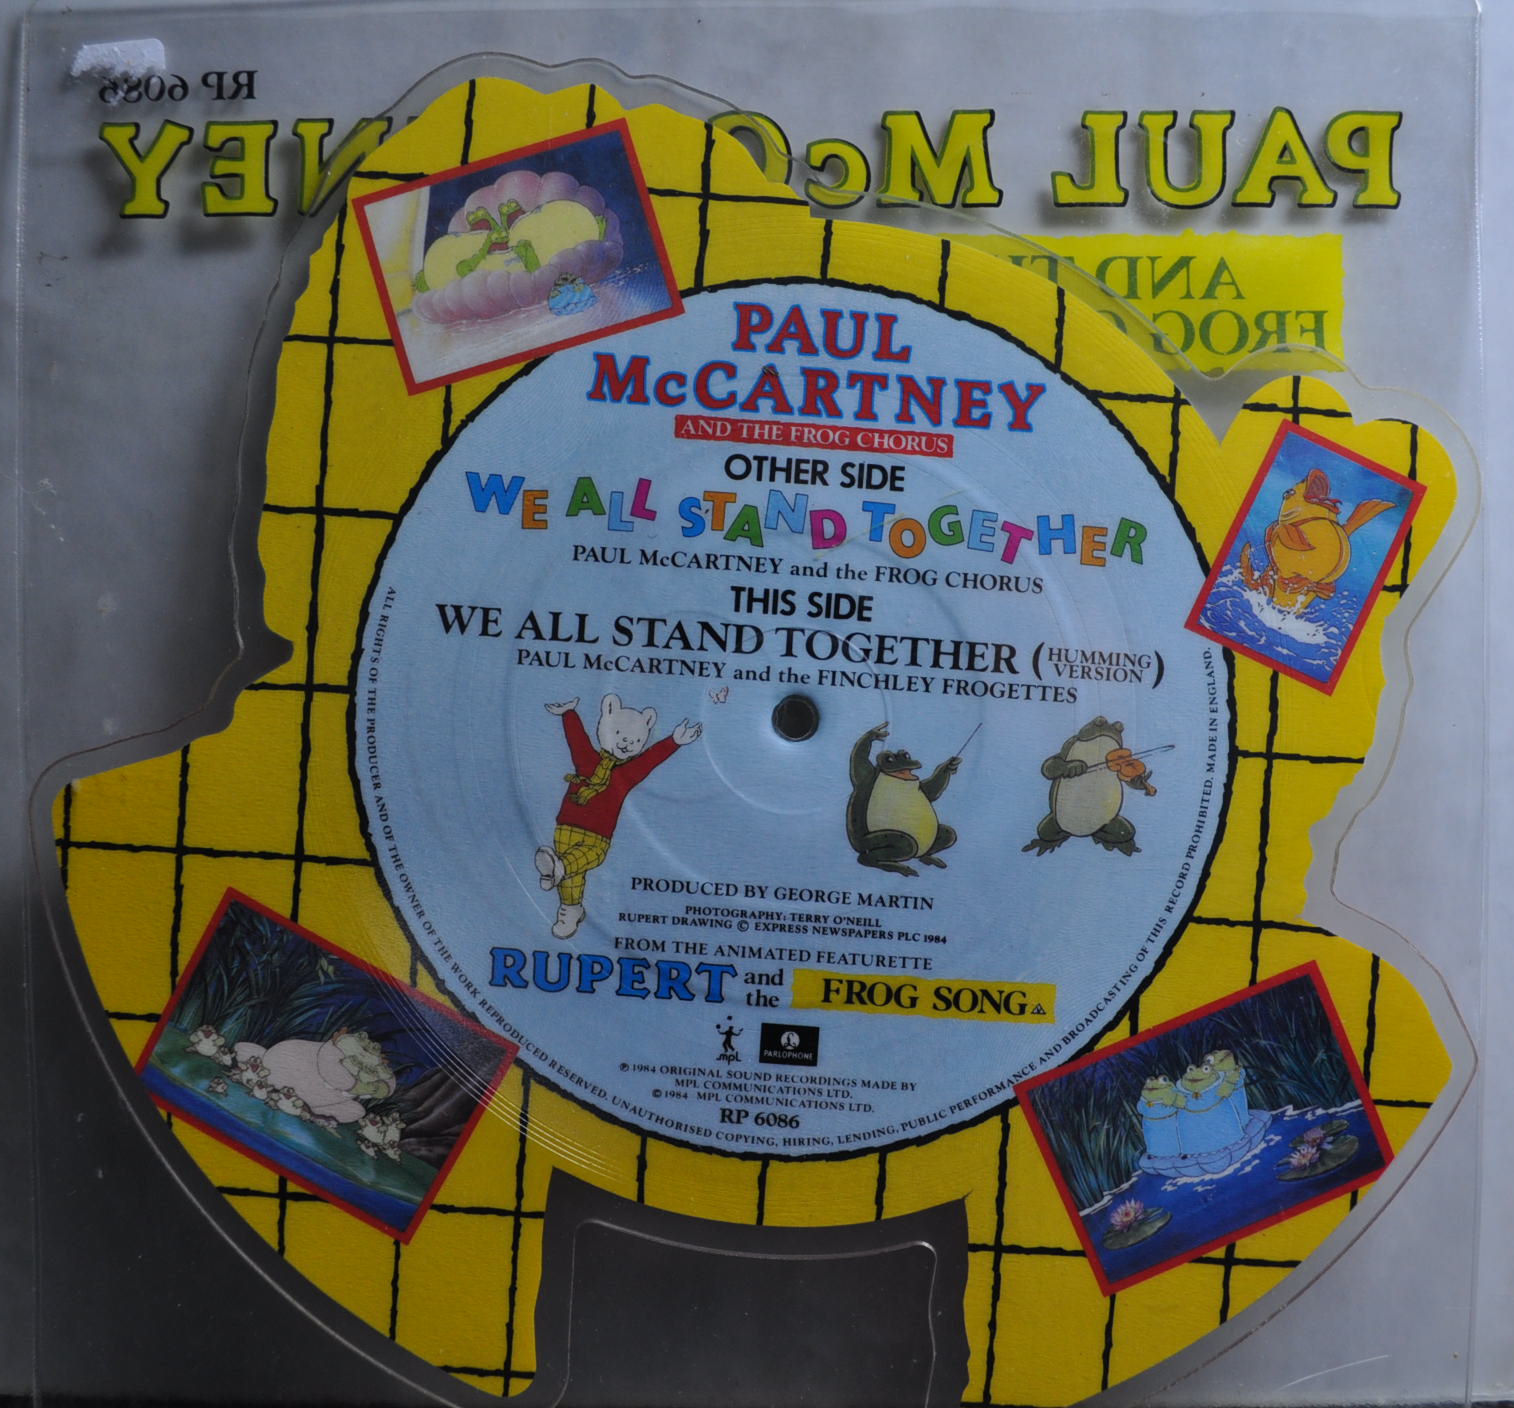 RP 6086
PAUL McC NEY
AND TH
FROG C
PAUL
McCARTNEY
AND THE FROG CHORUS
OTHER SIDE
WE ALL STAND TOGETHER
PAUL McCARTNEY and the FROG CHORUS
THIS SIDE
WE ALL STAND TOGETHER (HUMMING VERSION)
PAUL McCARTNEY and the FINCHLEY FROGETTES
PRODUCED BY GEORGE MARTIN
PHOTOGRAPHY: TERRY O'NEILL
RUPERT DRAWING © EXPRESS NEWSPAPERS PLC 1984
FROM THE ANIMATED FEATURETTE
RUPERT and the FROG SONG
mpl PARLOPHONE
℗ 1984 ORIGINAL SOUND RECORDINGS MADE BY
MPL COMMUNICATIONS LTD.
© 1984 MPL COMMUNICATIONS LTD.
RP 6086
ALL RIGHTS OF THE PRODUCER AND OF THE OWNER OF THE WORK REPRODUCED RESERVED. UNAUTHORISED COPYING, HIRING, LENDING, PUBLIC PERFORMANCE AND BROADCASTING OF THIS RECORD PROHIBITED. MADE IN ENGLAND.